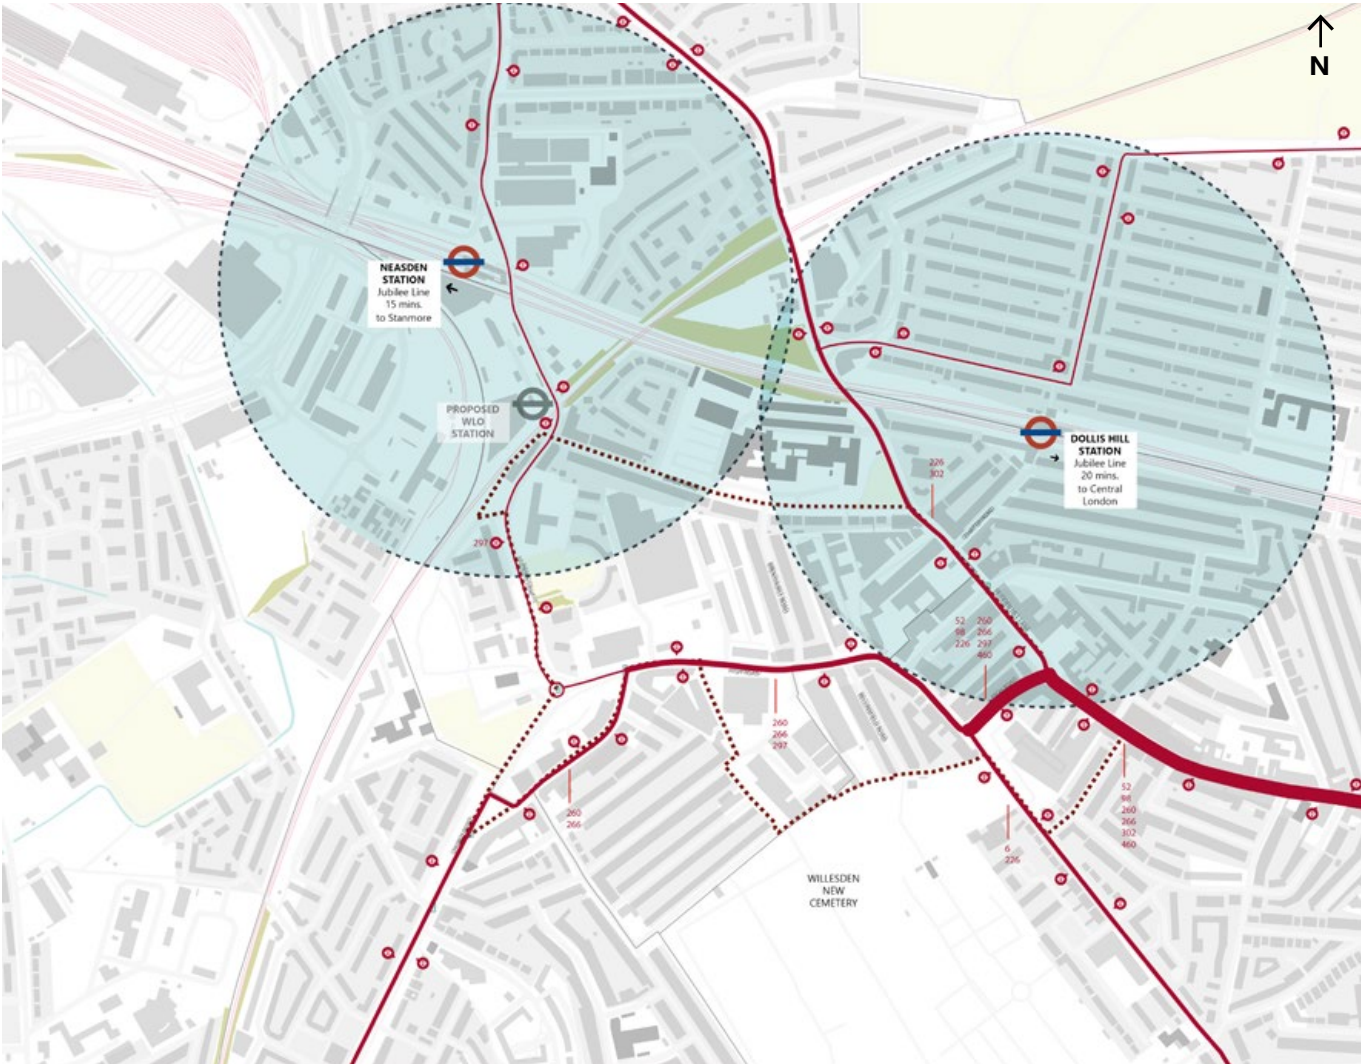 N
NEASDEN
STATION
Jubilee Line
15 mins.
to Stanmore
PROPOSED
WLO
STATION
DOLLIS HILL
STATION
Jubilee Line
20 mins.
to Central
London
226
302
297
52 260
98 266
226 297
460
260
266
297
260
266
52
98
260
266
302
460
6
226
WILLESDEN
NEW
CEMETERY